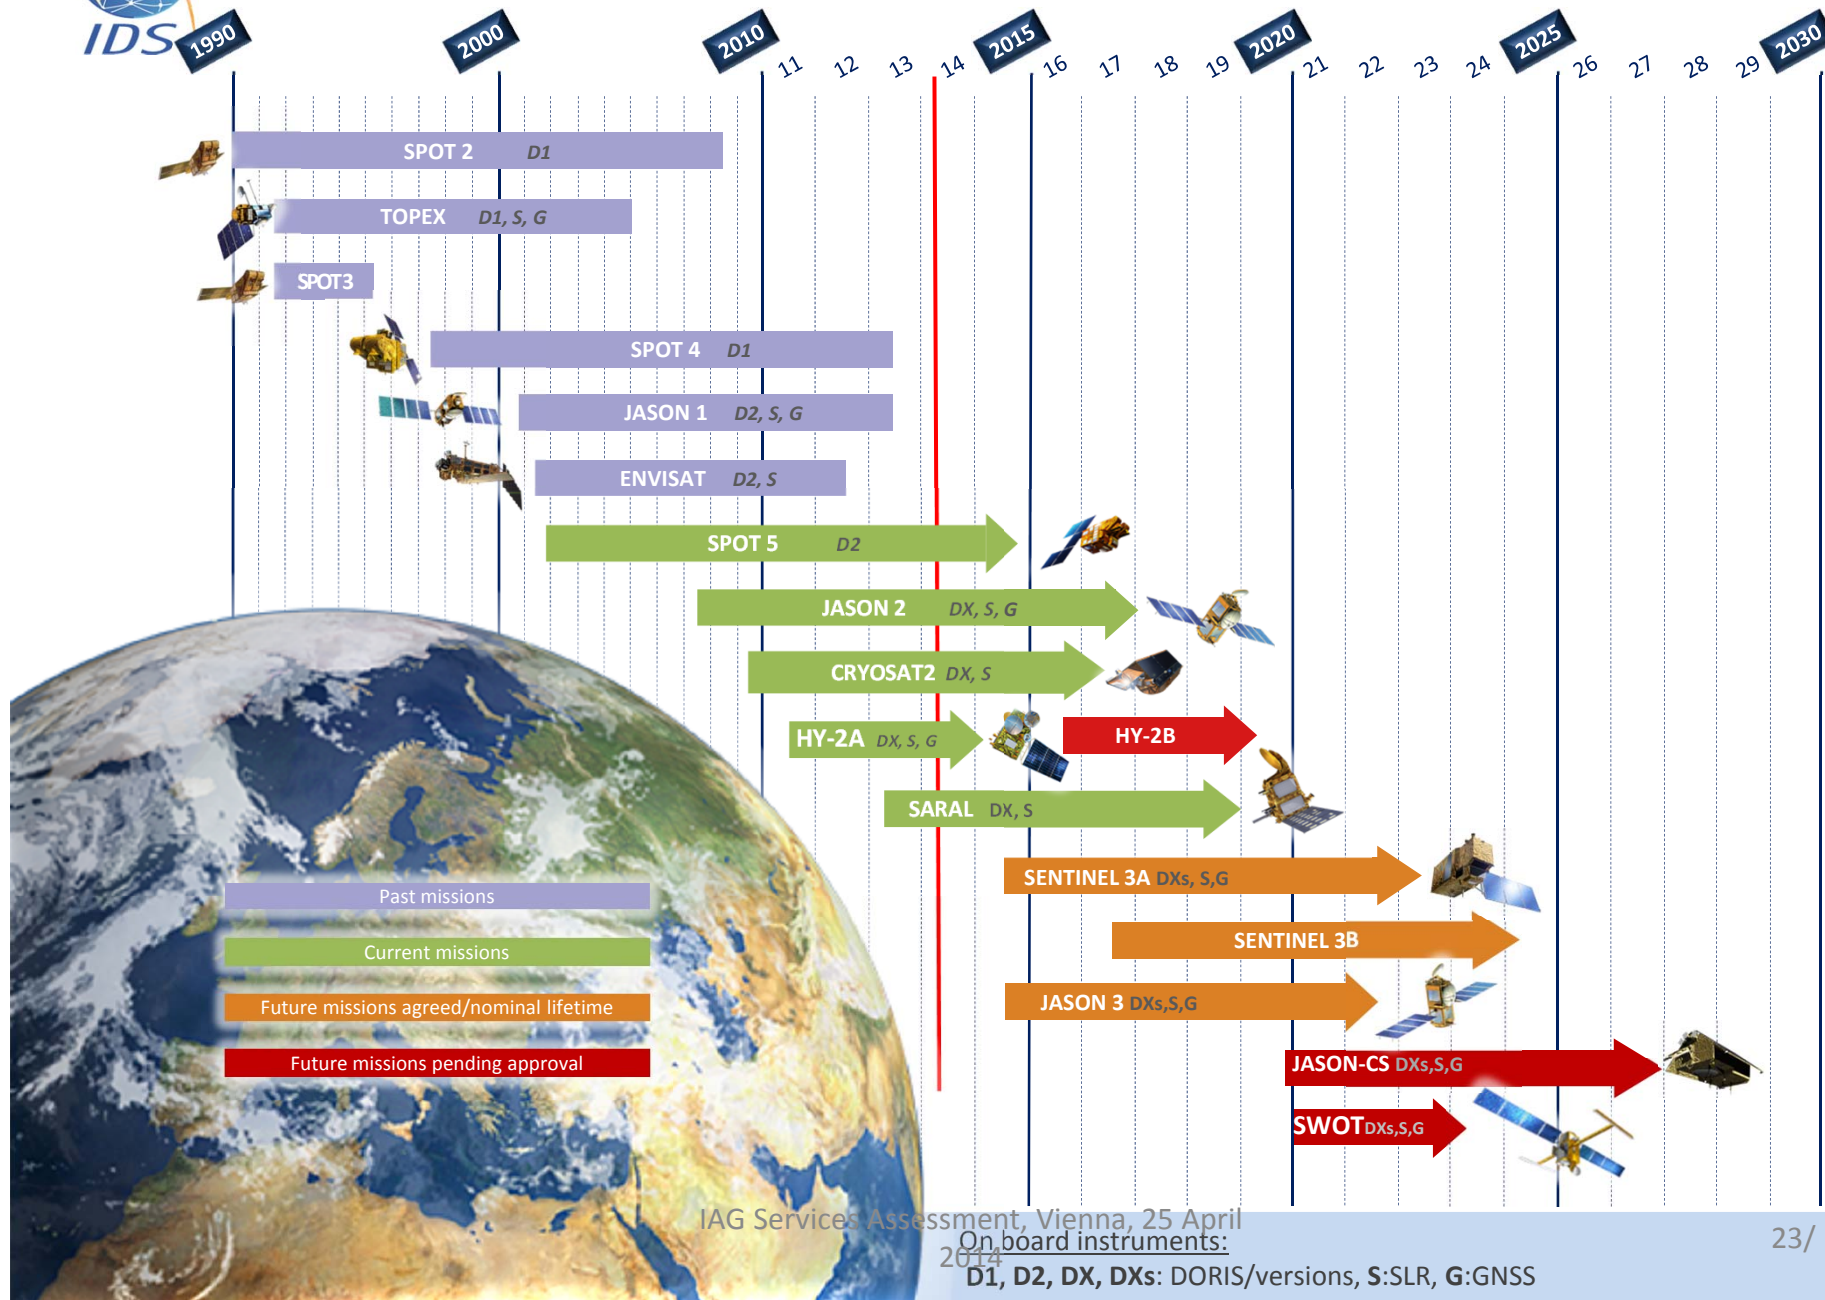 IDS
1990
2000
2010
11
12
13
14
2015
16
17
18
19
2020
21
22
23
24
2025
26
27
28
29
2030
SPOT 2 D1
TOPEX D1, S, G
SPOT3
SPOT 4 D1
JASON 1 D2, S, G
ENVISAT D2, S
SPOT 5 D2
JASON 2 DX, S, G
CRYOSAT2 DX, S
HY-2A DX, S, G
HY-2B
SARAL DX, S
SENTINEL 3A DXs, S,G
SENTINEL 3B
JASON 3 DXs,S,G
JASON-CS DXs,S,G
SWOT DXs,S,G
Past missions
Current missions
Future missions agreed/nominal lifetime
Future missions pending approval
IAG Services Assessment, Vienna, 25 April
2014
23/
On board instruments:
D1, D2, DX, DXs: DORIS/versions, S:SLR, G:GNSS